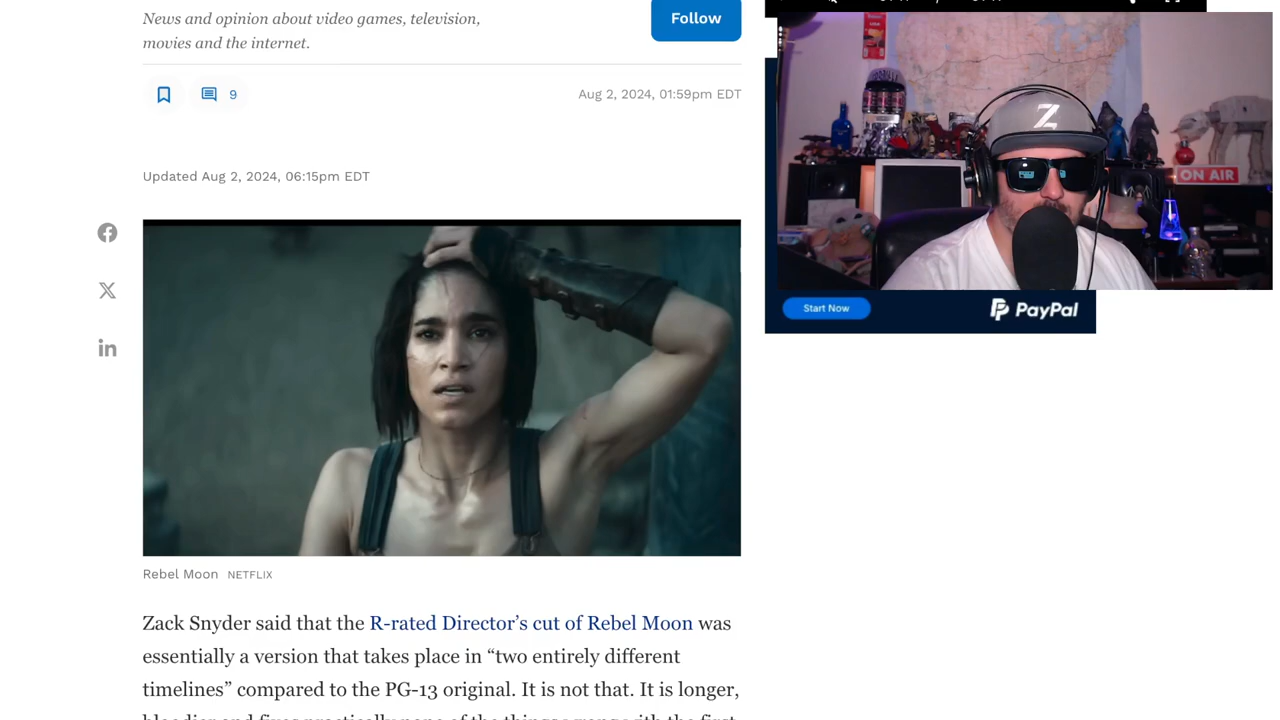 News and opinion about video games, television,
movies and the internet.
Follow
9
Aug 2, 2024, 01:59pm EDT
Updated Aug 2, 2024, 06:15pm EDT
Z
ON AIR
Start Now
PayPal
Rebel Moon NETFLIX
Zack Snyder said that the R-rated Director’s cut of Rebel Moon was
essentially a version that takes place in “two entirely different
timelines” compared to the PG-13 original. It is not that. It is longer,